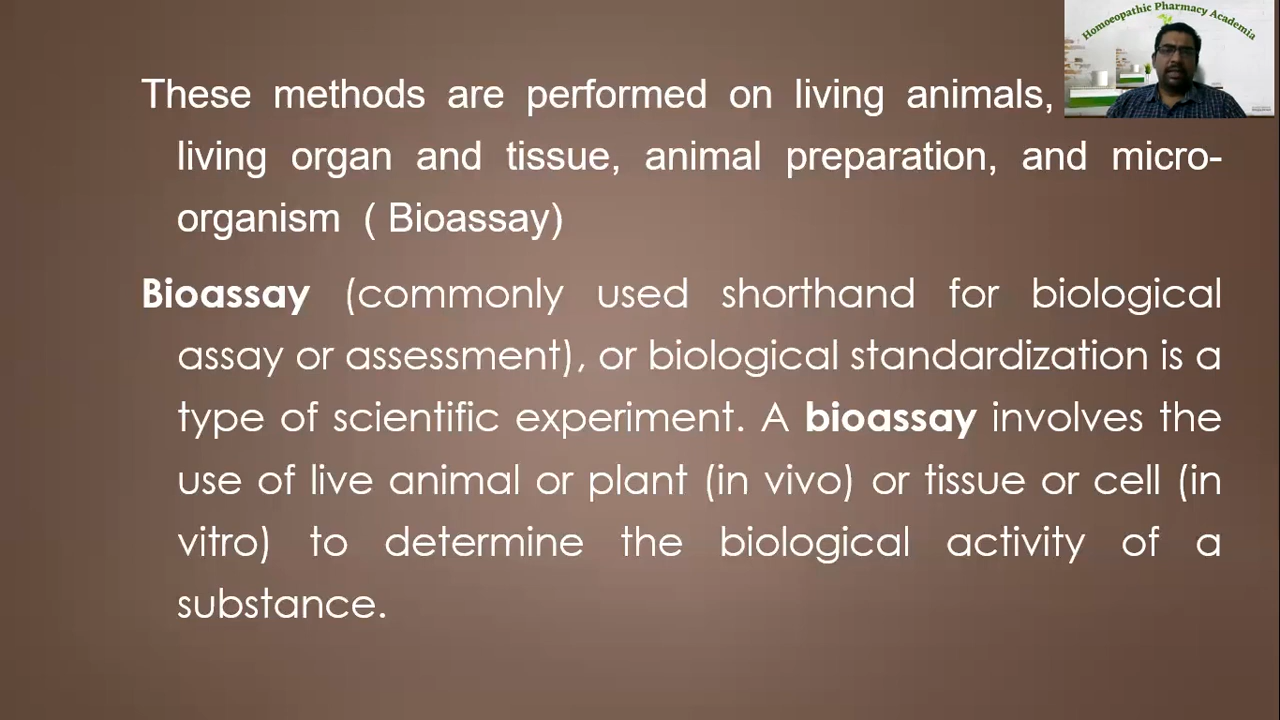 Homoeopathic Pharmacy Academia
These methods are performed on living animals,
living organ and tissue, animal preparation, and micro-
organism ( Bioassay)
Bioassay (commonly used shorthand for biological
assay or assessment), or biological standardization is a
type of scientific experiment. A bioassay involves the
use of live animal or plant (in vivo) or tissue or cell (in
vitro) to determine the biological activity of a
substance.